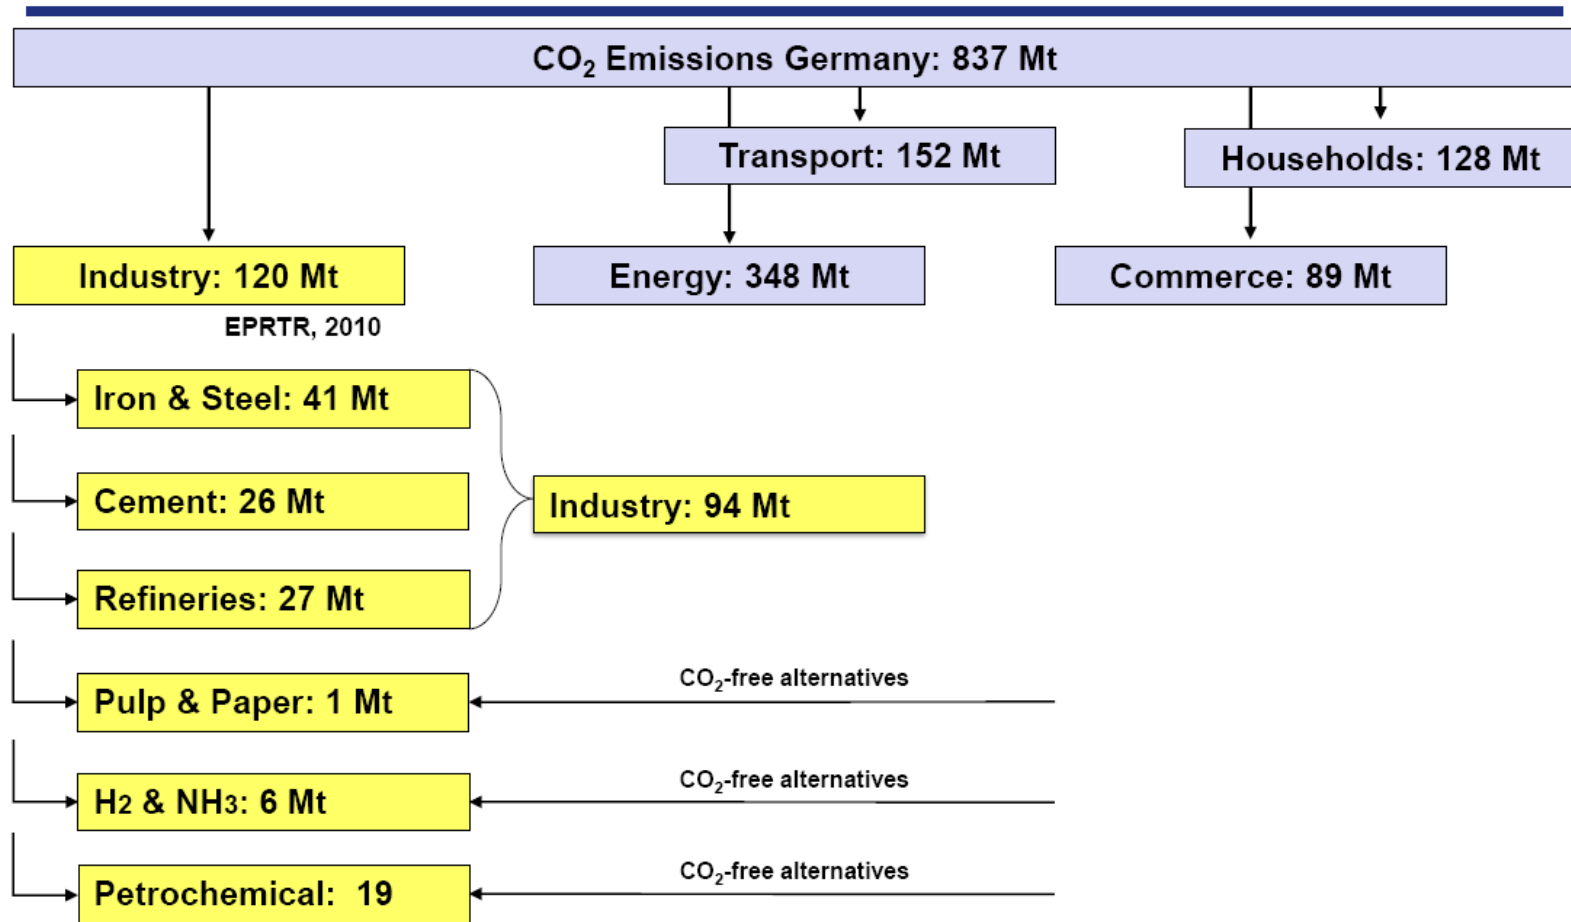 CO₂ Emissions Germany: 837 Mt
Transport: 152 Mt
Households: 128 Mt
Industry: 120 Mt
Energy: 348 Mt
Commerce: 89 Mt
EPRTR, 2010
Iron & Steel: 41 Mt
Cement: 26 Mt
Industry: 94 Mt
Refineries: 27 Mt
CO₂-free alternatives
Pulp & Paper: 1 Mt
CO₂-free alternatives
H2 & NH3: 6 Mt
CO₂-free alternatives
Petrochemical: 19